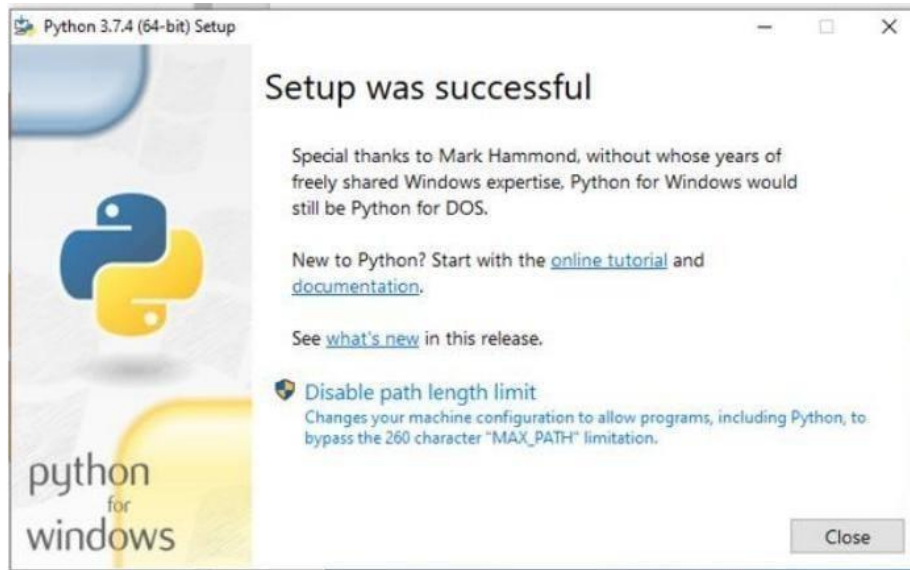 Python 3.7.4 (64-bit) Setup
Setup was successful
Special thanks to Mark Hammond, without whose years of
freely shared Windows expertise, Python for Windows would
still be Python for DOS.
New to Python? Start with the online tutorial and
documentation.
See what's new in this release.
Disable path length limit
Changes your machine configuration to allow programs, including Python, to
bypass the 260 character "MAX_PATH" limitation.
python
for
windows
Close